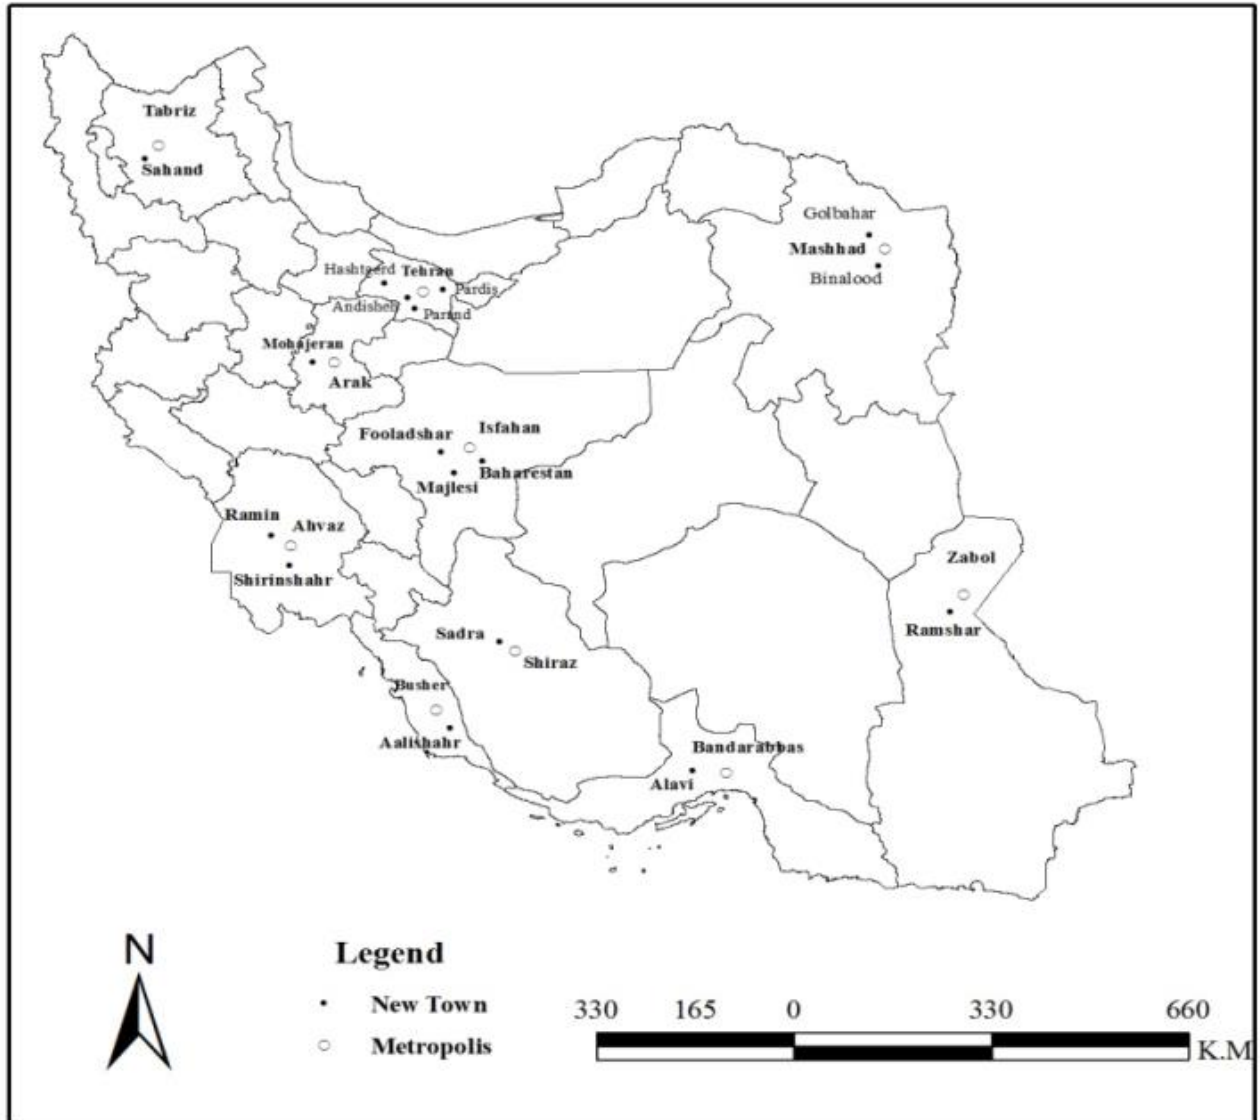 Tabriz
Sahand
Golbahar
Mashhad
Binalood
Hashtgerd
Tehran
Pardis
Andisheh
Parand
Mohajeran
Arak
Fooladshar
Isfahan
Baharestan
Majlesi
Ramin
Ahvaz
Shirinshahr
Zabol
Ramshar
Sadra
Shiraz
Busher
Aalishahr
Bandarabbas
Alavi
N
Legend
New Town
Metropolis
330 165 0 330 660
K.M